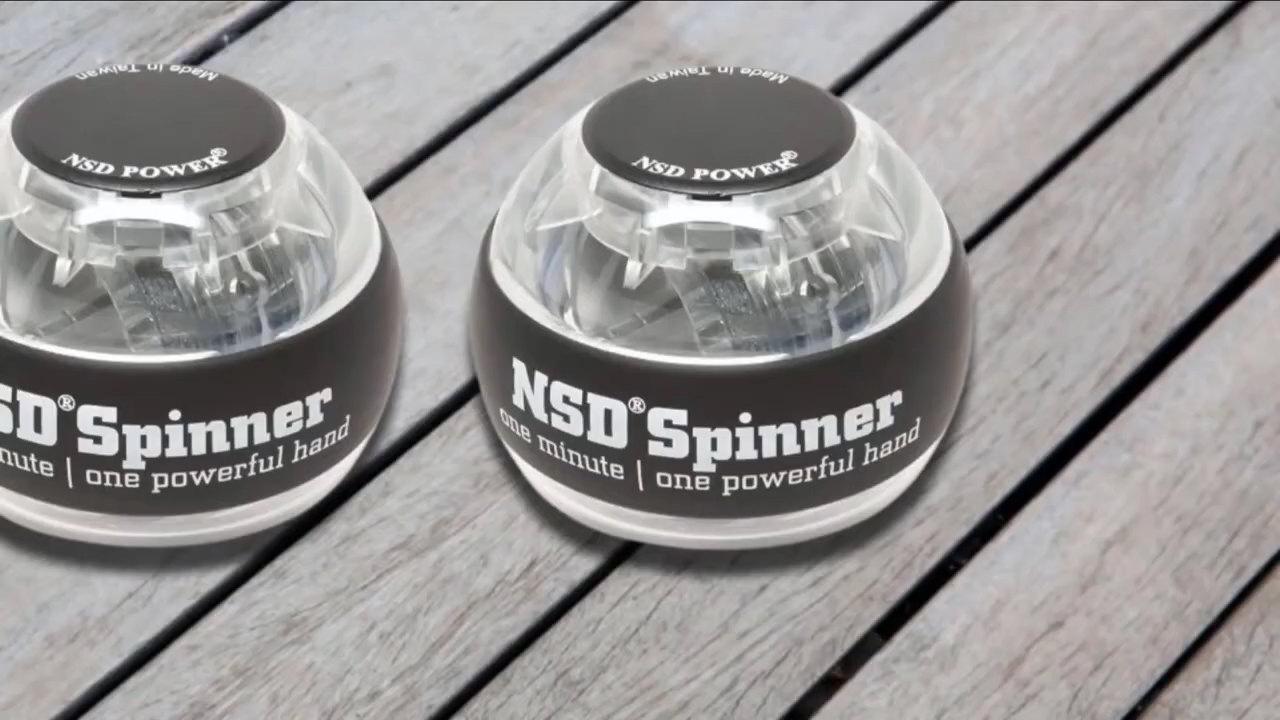 Made in Taiwan
NSD POWER®
SD® Spinner
nute | one powerful hand
Made in Taiwan
NSD POWER®
NSD® Spinner
one minute | one powerful hand